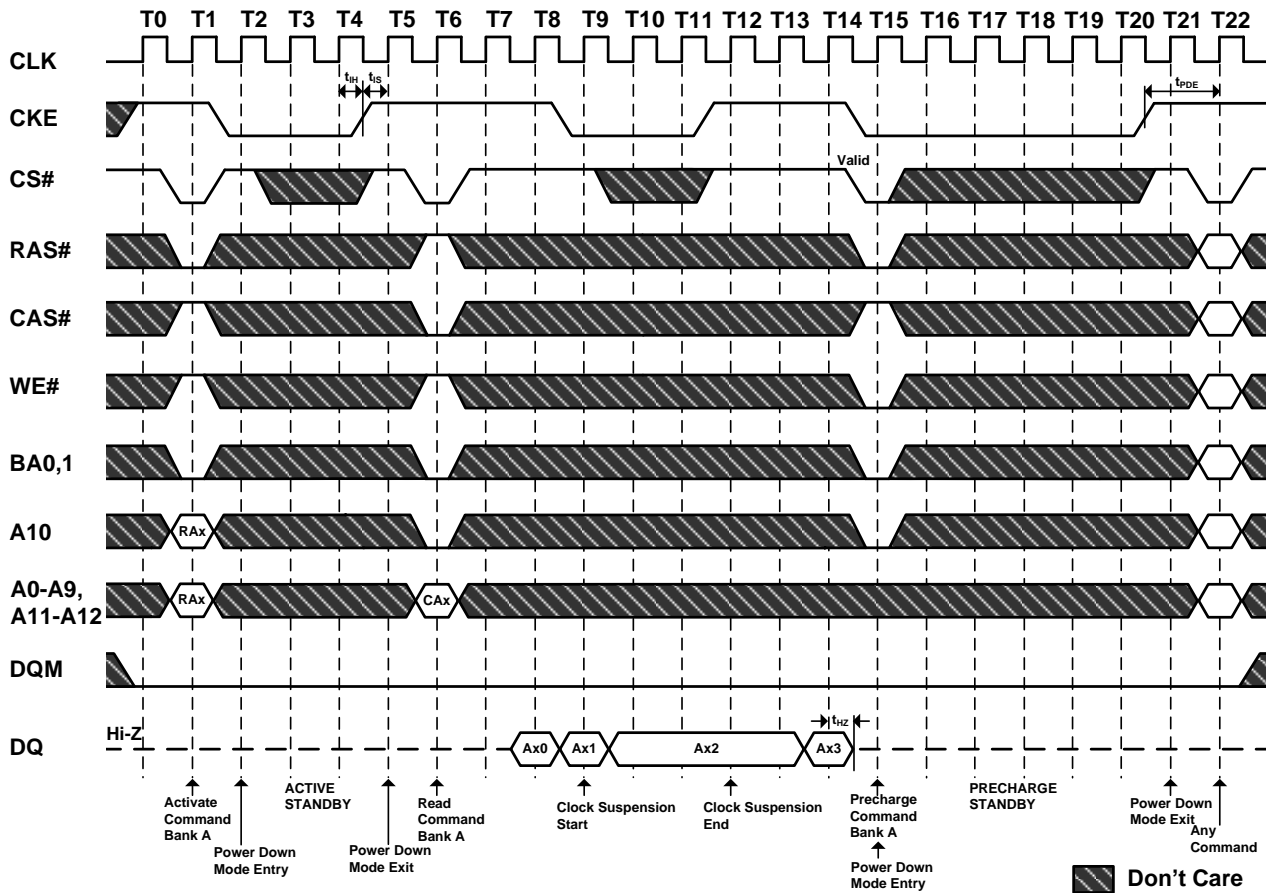 T0 T1 T2 T3 T4 T5 T6 T7 T8 T9 T10 T11 T12 T13 T14 T15 T16 T17 T18 T19 T20 T21 T22
CLK
tIH tIS tPDE
CKE
Valid
CS#
RAS#
CAS#
WE#
BA0,1
A10 RAx
A0-A9, A11-A12 RAx CAx
DQM
Hi-Z tHZ
DQ Ax0 Ax1 Ax2 Ax3
Activate Command Bank A
Power Down Mode Entry
ACTIVE STANDBY
Power Down Mode Exit
Read Command Bank A
Clock Suspension Start
Clock Suspension End
Precharge Command Bank A
Power Down Mode Entry
PRECHARGE STANDBY
Power Down Mode Exit
Any Command
Don't Care